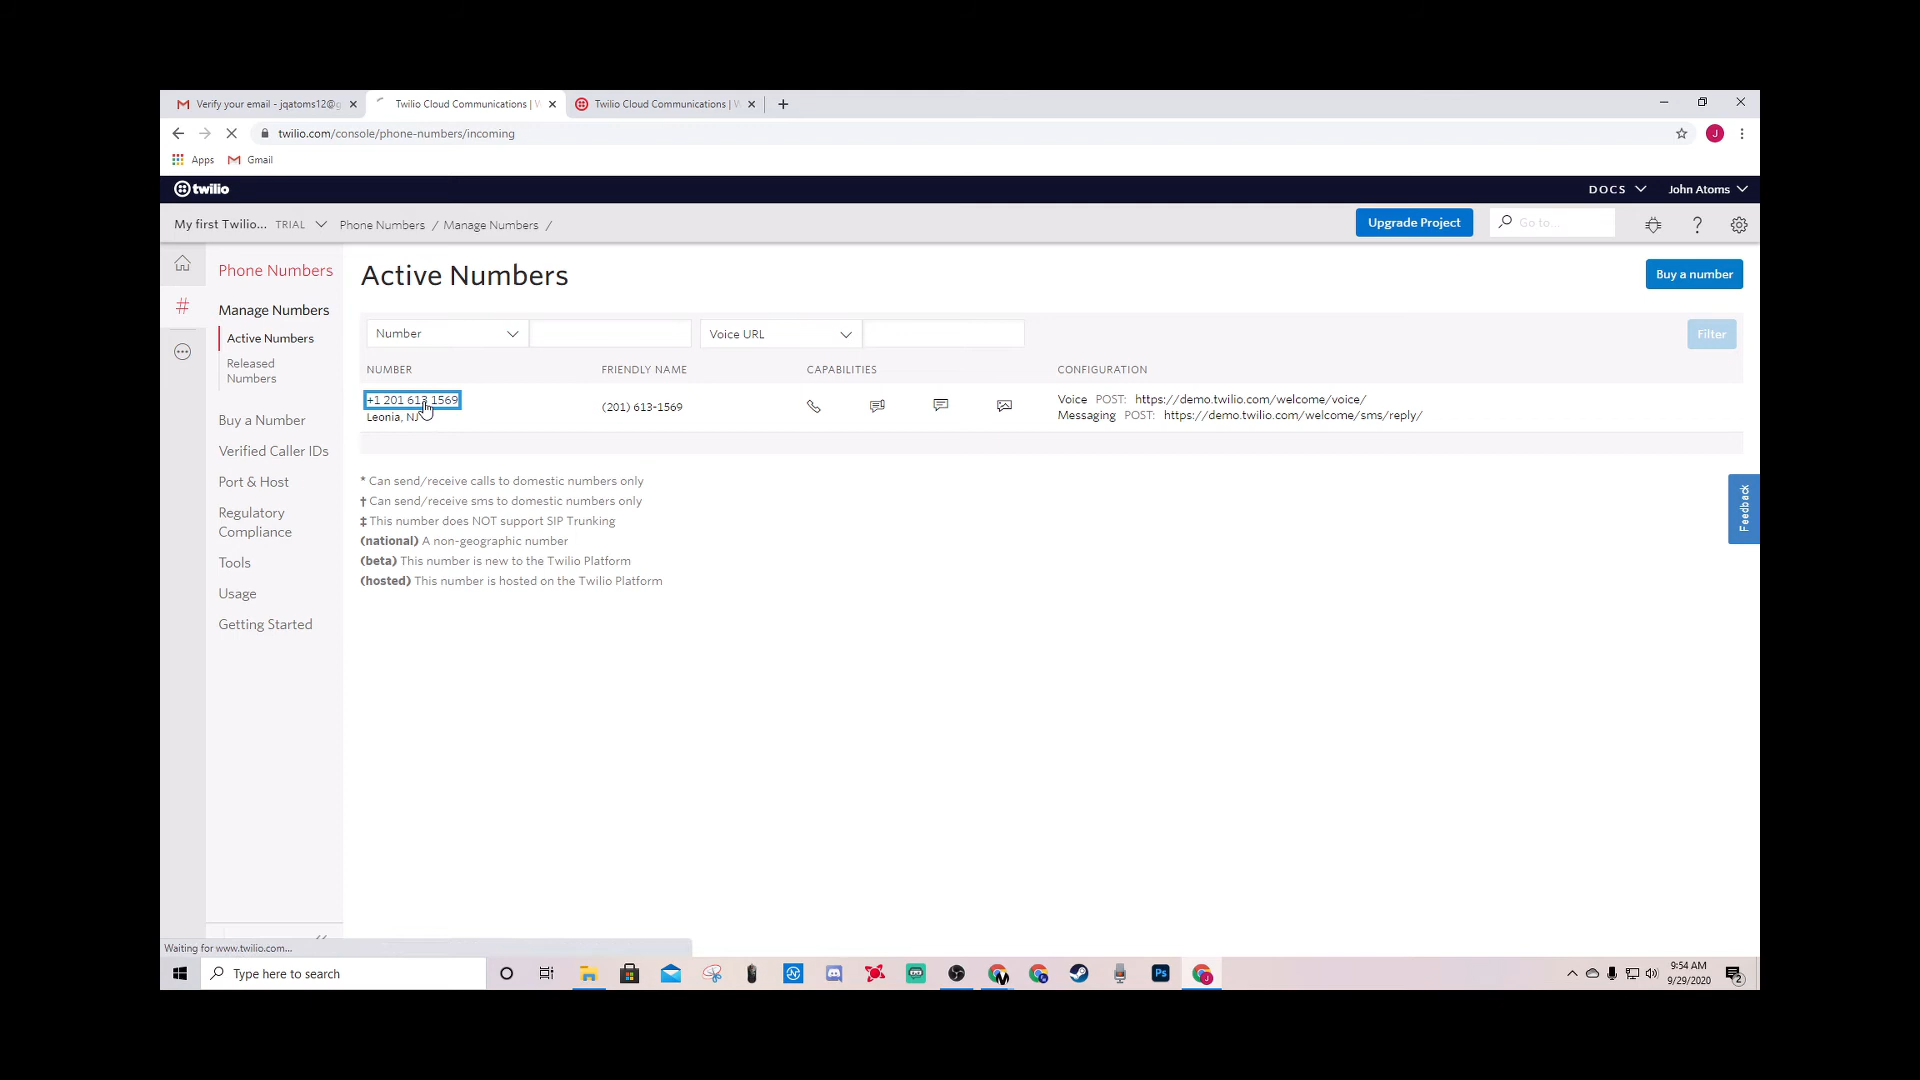 Verify your email - jqatoms12@g
Twilio Cloud Communications | W
Twilio Cloud Communications | W
twilio.com/console/phone-numbers/incoming
J
Apps
Gmail
twilio
DOCS
John Atoms
My first Twilio... TRIAL
Phone Numbers / Manage Numbers /
Upgrade Project
Go to...
Phone Numbers
Manage Numbers
Active Numbers
Released
Numbers
Buy a Number
Verified Caller IDs
Port & Host
Regulatory
Compliance
Tools
Usage
Getting Started
Active Numbers
Buy a number
Number
Voice URL
Filter
NUMBER FRIENDLY NAME CAPABILITIES CONFIGURATION
+1 201 613 1569
Leonia, NJ
(201) 613-1569
Voice POST: https://demo.twilio.com/welcome/voice/
Messaging POST: https://demo.twilio.com/welcome/sms/reply/
* Can send/receive calls to domestic numbers only
† Can send/receive sms to domestic numbers only
‡ This number does NOT support SIP Trunking
(national) A non-geographic number
(beta) This number is new to the Twilio Platform
(hosted) This number is hosted on the Twilio Platform
Feedback
Waiting for www.twilio.com...
Type here to search
Ps
J
9:54 AM
9/29/2020
2